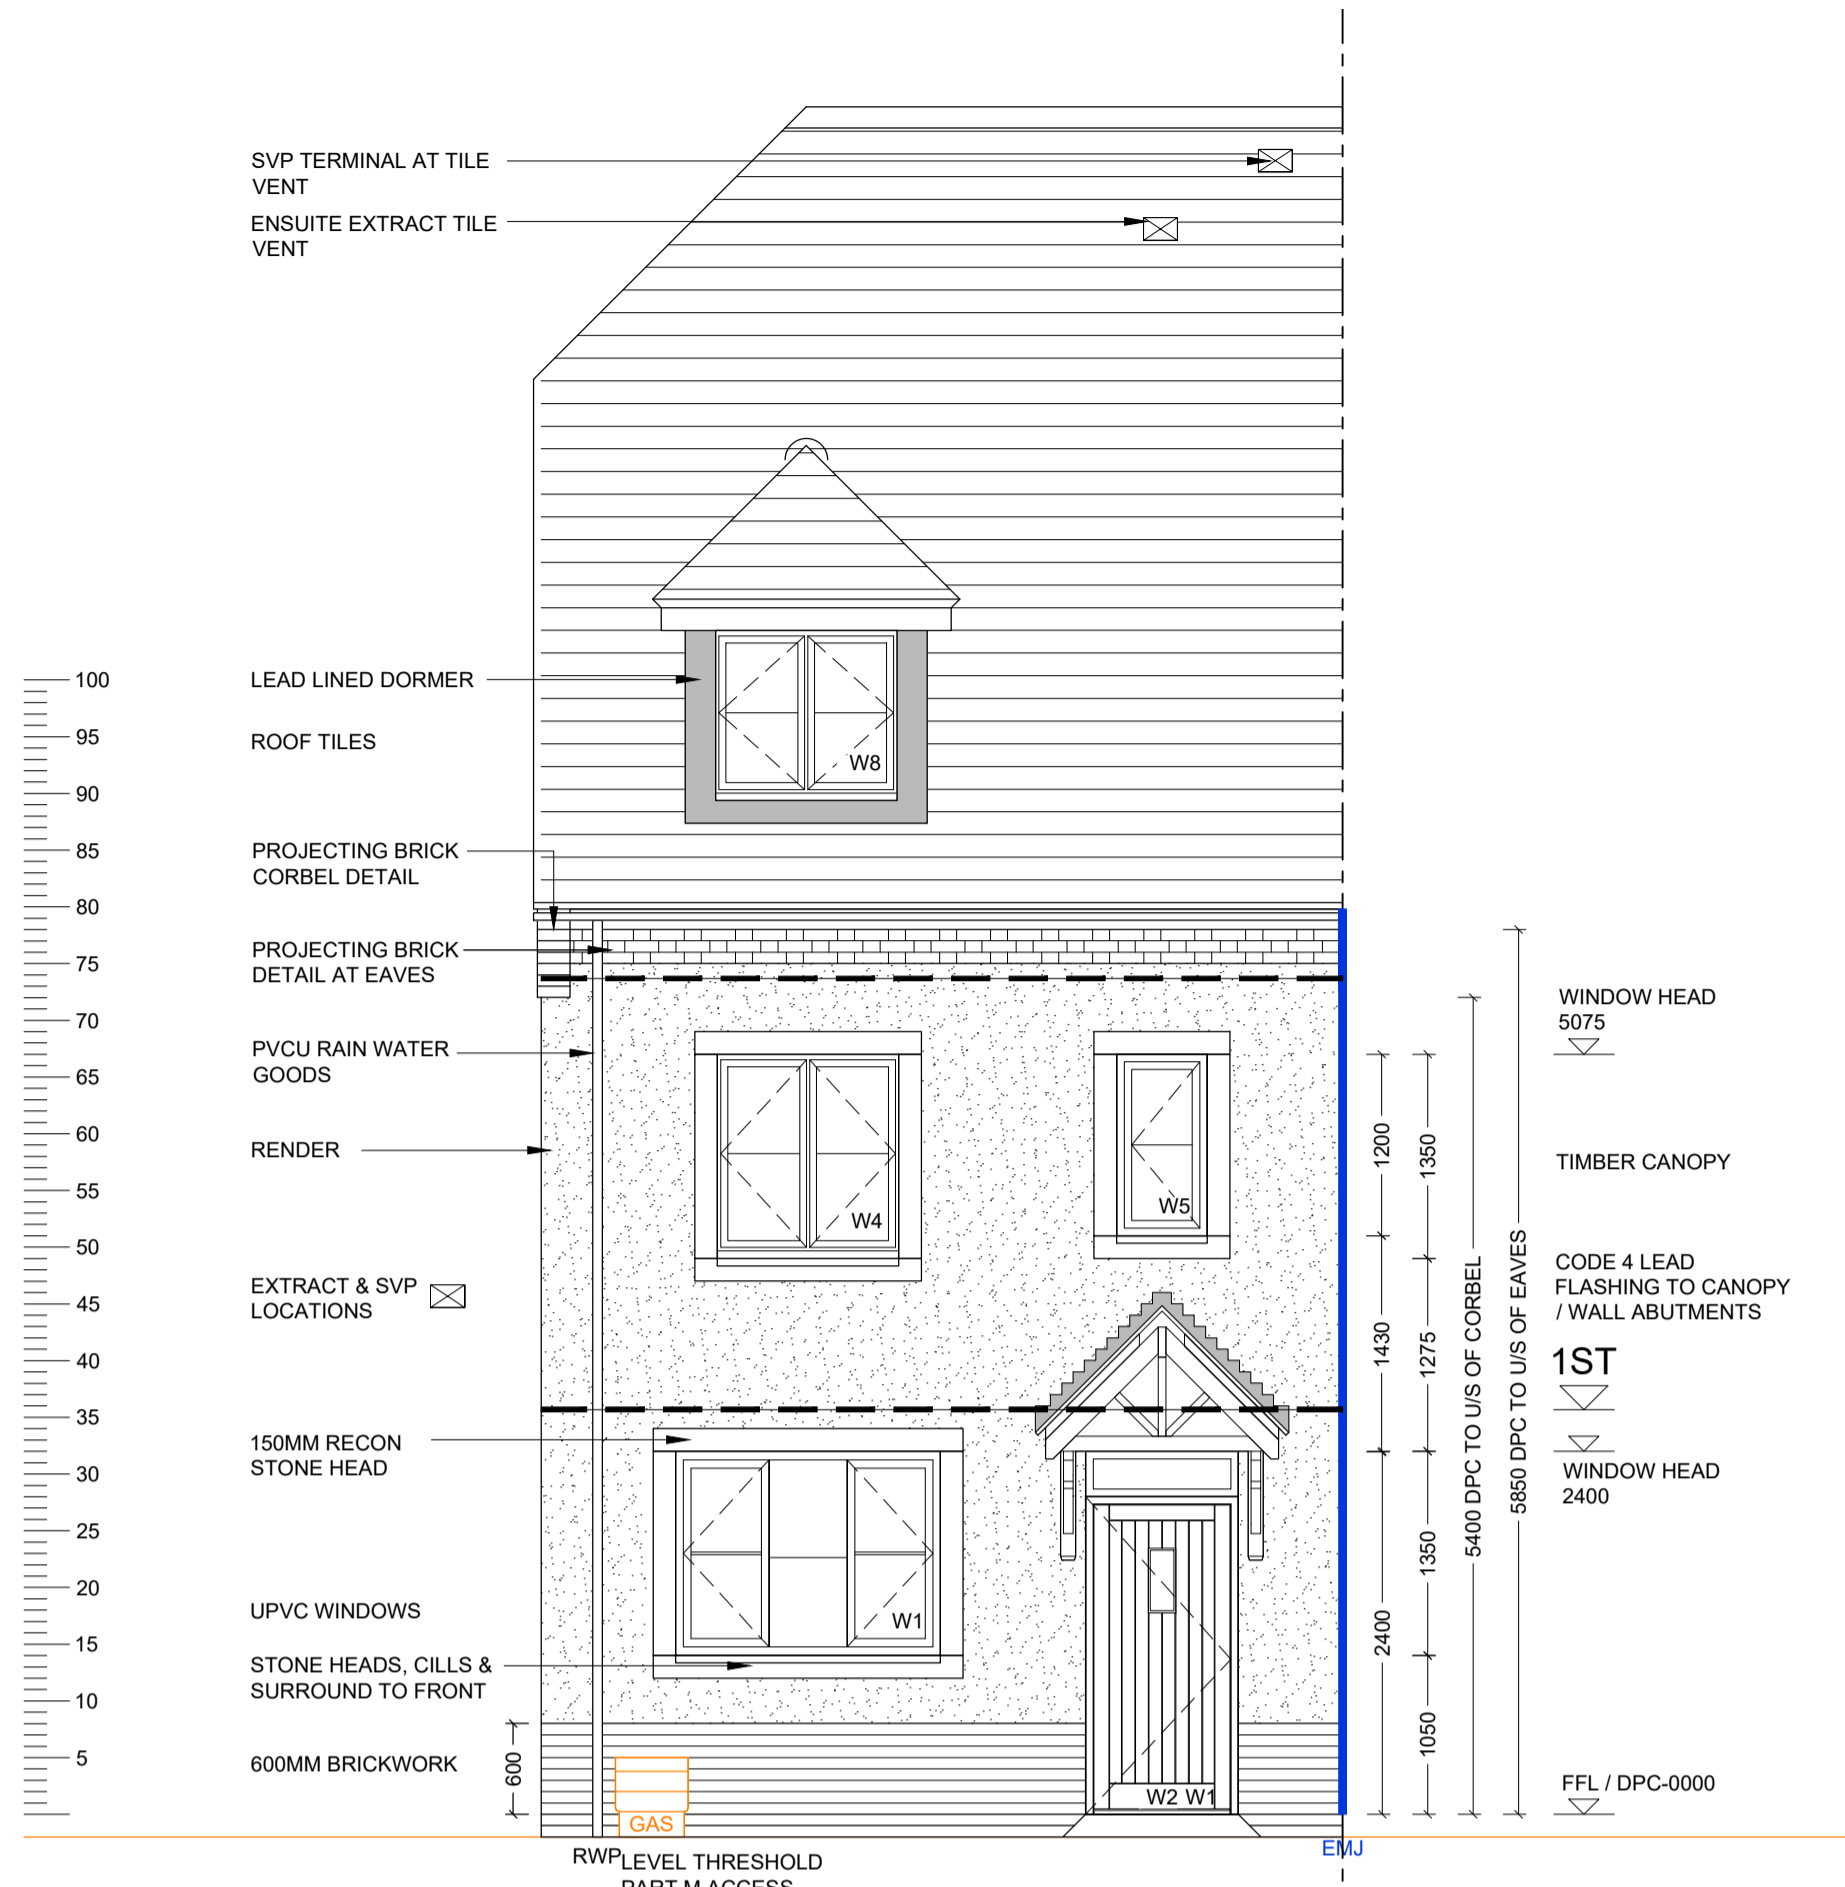 SVP TERMINAL AT TILE
VENT
ENSUITE EXTRACT TILE
VENT
LEAD LINED DORMER
ROOF TILES
PROJECTING BRICK
CORBEL DETAIL
PROJECTING BRICK
DETAIL AT EAVES
PVCU RAIN WATER
GOODS
RENDER
EXTRACT & SVP
LOCATIONS
150MM RECON
STONE HEAD
UPVC WINDOWS
STONE HEADS, CILLS &
SURROUND TO FRONT
600MM BRICKWORK
100
95
90
85
80
75
70
65
60
55
50
45
40
35
30
25
20
15
10
5
600
W8
W4
W5
W1
W2 W1
GAS
RWP
LEVEL THRESHOLD
PART M ACCESS
EMJ
1200
1430
2400
1350
1275
1350
1050
5400 DPC TO U/S OF CORBEL
5850 DPC TO U/S OF EAVES
WINDOW HEAD
5075
TIMBER CANOPY
CODE 4 LEAD
FLASHING TO CANOPY
/ WALL ABUTMENTS
1ST
WINDOW HEAD
2400
FFL / DPC-0000